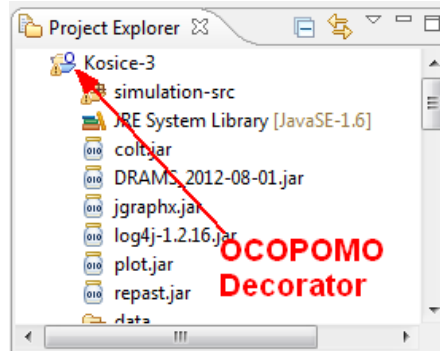 Project Explorer
Kosice-3
simulation-src
JRE System Library [JavaSE-1.6]
colt.jar
DRAMS_2012-08-01.jar
jgraphx.jar
log4j-1.2.16.jar
OCOPOMO
plot.jar
Decorator
repast.jar
data